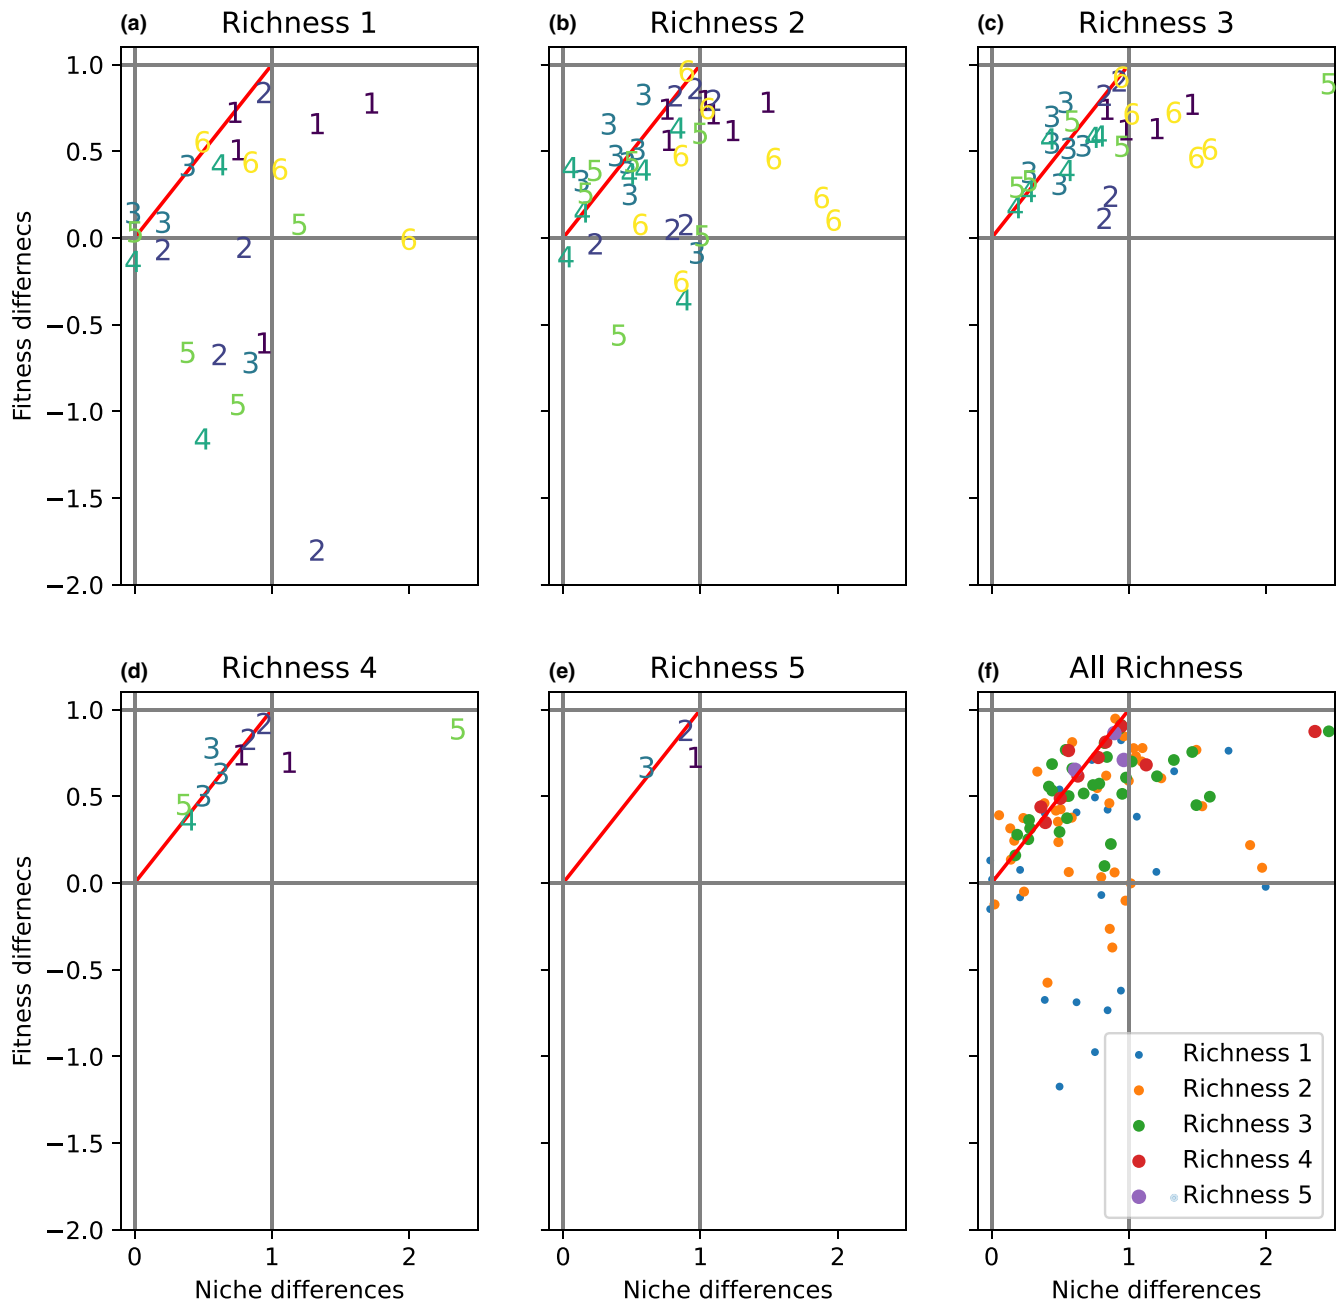 (a) Richness 1
(b) Richness 2
(c) Richness 3
1.0
0.5
0.0
−0.5
−1.0
−1.5
−2.0
Fitness differnecs
(d) Richness 4
(e) Richness 5
(f) All Richness
1.0
0.5
0.0
−0.5
−1.0
−1.5
−2.0
Fitness differnecs
Richness 1
Richness 2
Richness 3
Richness 4
Richness 5
0 1 2
0 1 2
0 1 2
Niche differences
Niche differences
Niche differences